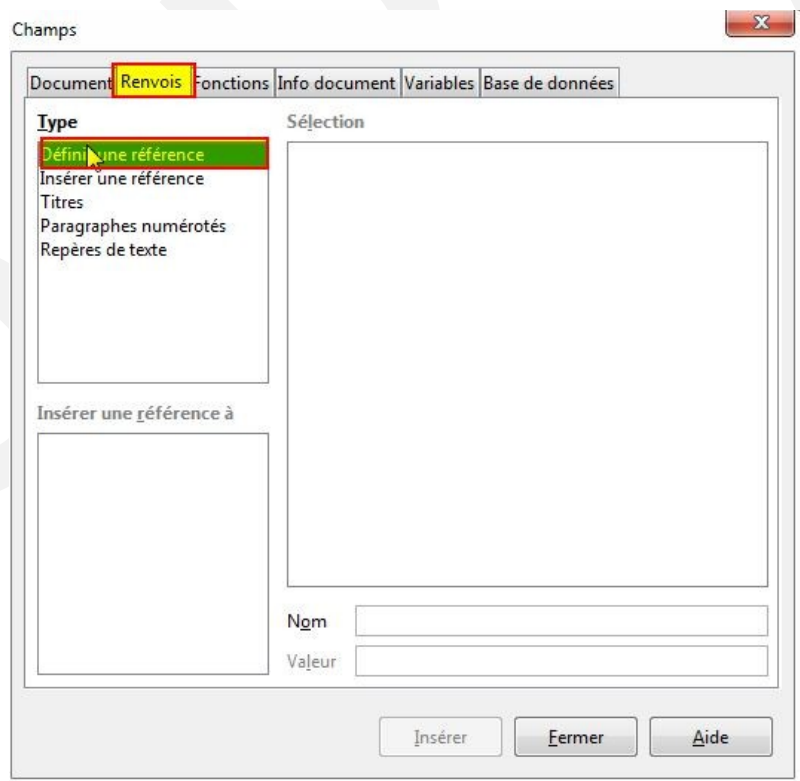 Champs
Document Renvois Fonctions Info document Variables Base de données
Type
Sélection
Définir une référence
Insérer une référence
Titres
Paragraphes numérotés
Repères de texte
Insérer une référence à
Nom
Valeur
Insérer Fermer Aide